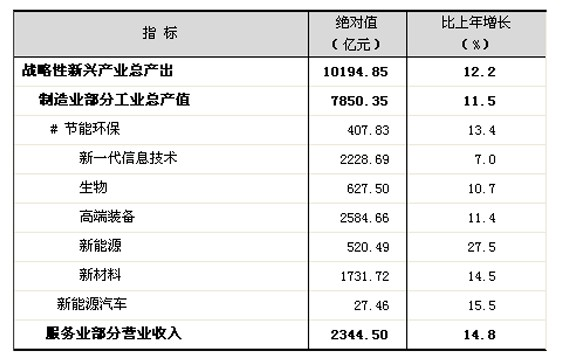 指 标 绝对值 比上年增长
（亿元） （%）
战略性新兴产业总产出 10194.85 12.2
制造业部分工业总产值 7850.35 11.5
# 节能环保 407.83 13.4
新一代信息技术 2228.69 7.0
生物 627.50 10.7
高端装备 2584.66 11.4
新能源 520.49 27.5
新材料 1731.72 14.5
新能源汽车 27.46 15.5
服务业部分营业收入 2344.50 14.8